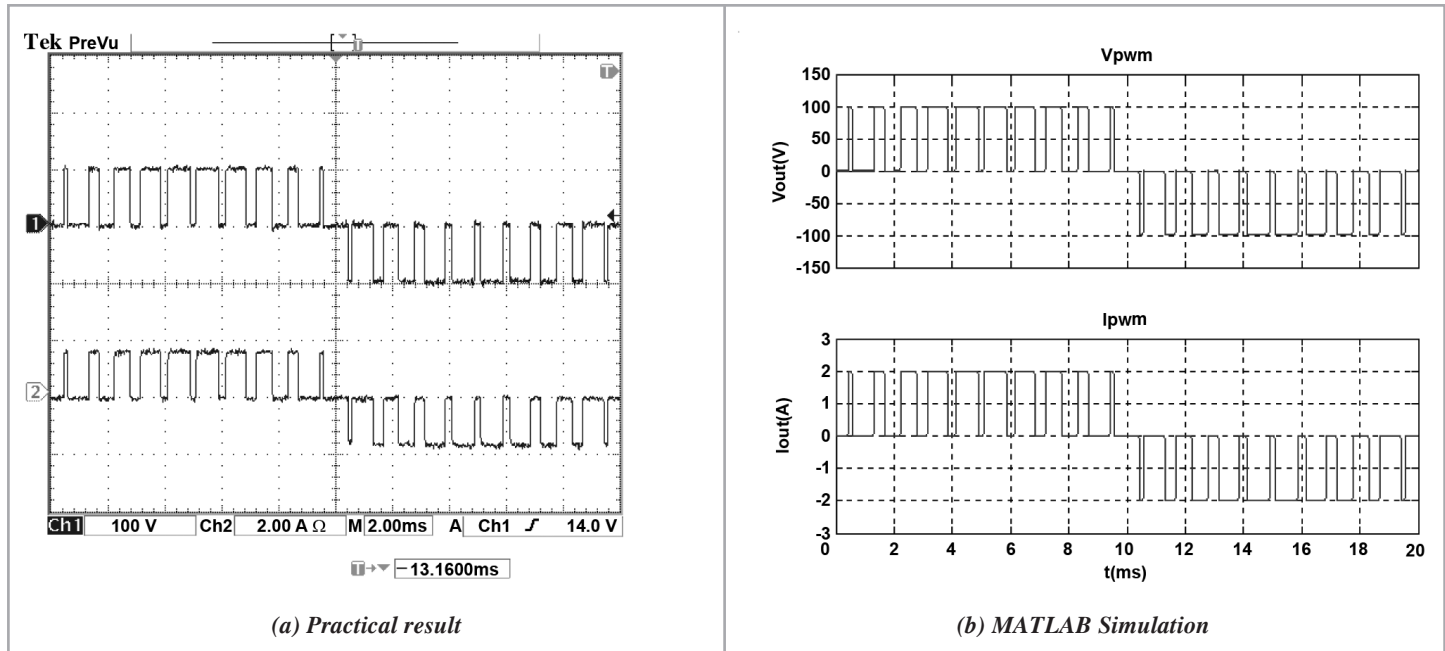 Tek PreVu
T
T
1
2
Ch1 100 V Ch2 2.00 A Ω M 2.00ms A Ch1 14.0 V
T → −13.1600ms
(a) Practical result
Vpwm
150
100
50
0
-50
-100
-150
Vout(V)
Ipwm
3
2
1
0
-1
-2
-3
Iout(A)
0 2 4 6 8 10 12 14 16 18 20
t(ms)
(b) MATLAB Simulation